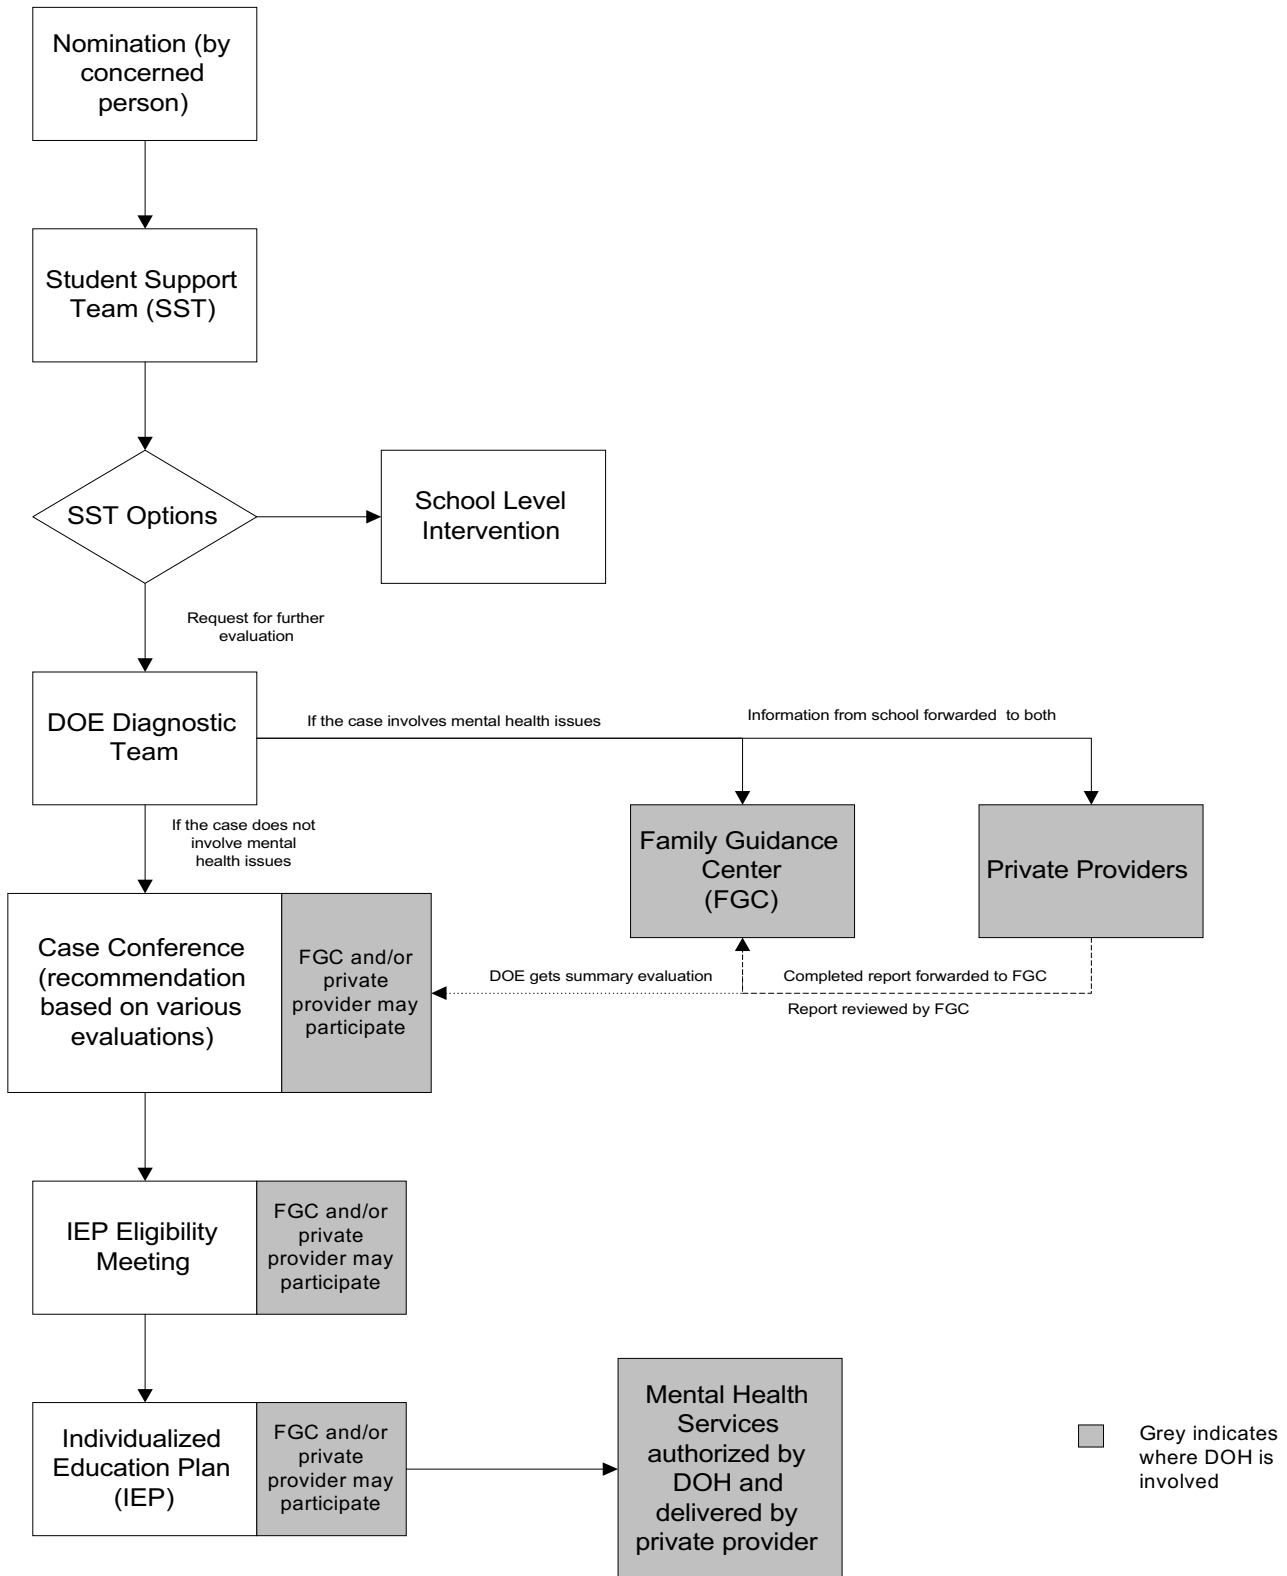 Nomination (by
concerned
person)
Student Support
Team (SST)
SST Options
School Level
Intervention
Request for further
evaluation
DOE Diagnostic
Team
If the case involves mental health issues
Information from school forwarded to both
If the case does not
involve mental
health issues
Family Guidance
Center
(FGC)
Private Providers
Case Conference
(recommendation
based on various
evaluations)
FGC and/or
private
provider may
participate
DOE gets summary evaluation
Completed report forwarded to FGC
Report reviewed by FGC
IEP Eligibility
Meeting
FGC and/or
private
provider may
participate
Individualized
Education Plan
(IEP)
FGC and/or
private
provider may
participate
Mental Health
Services
authorized by
DOH and
delivered by
private provider
Grey indicates
where DOH is
involved